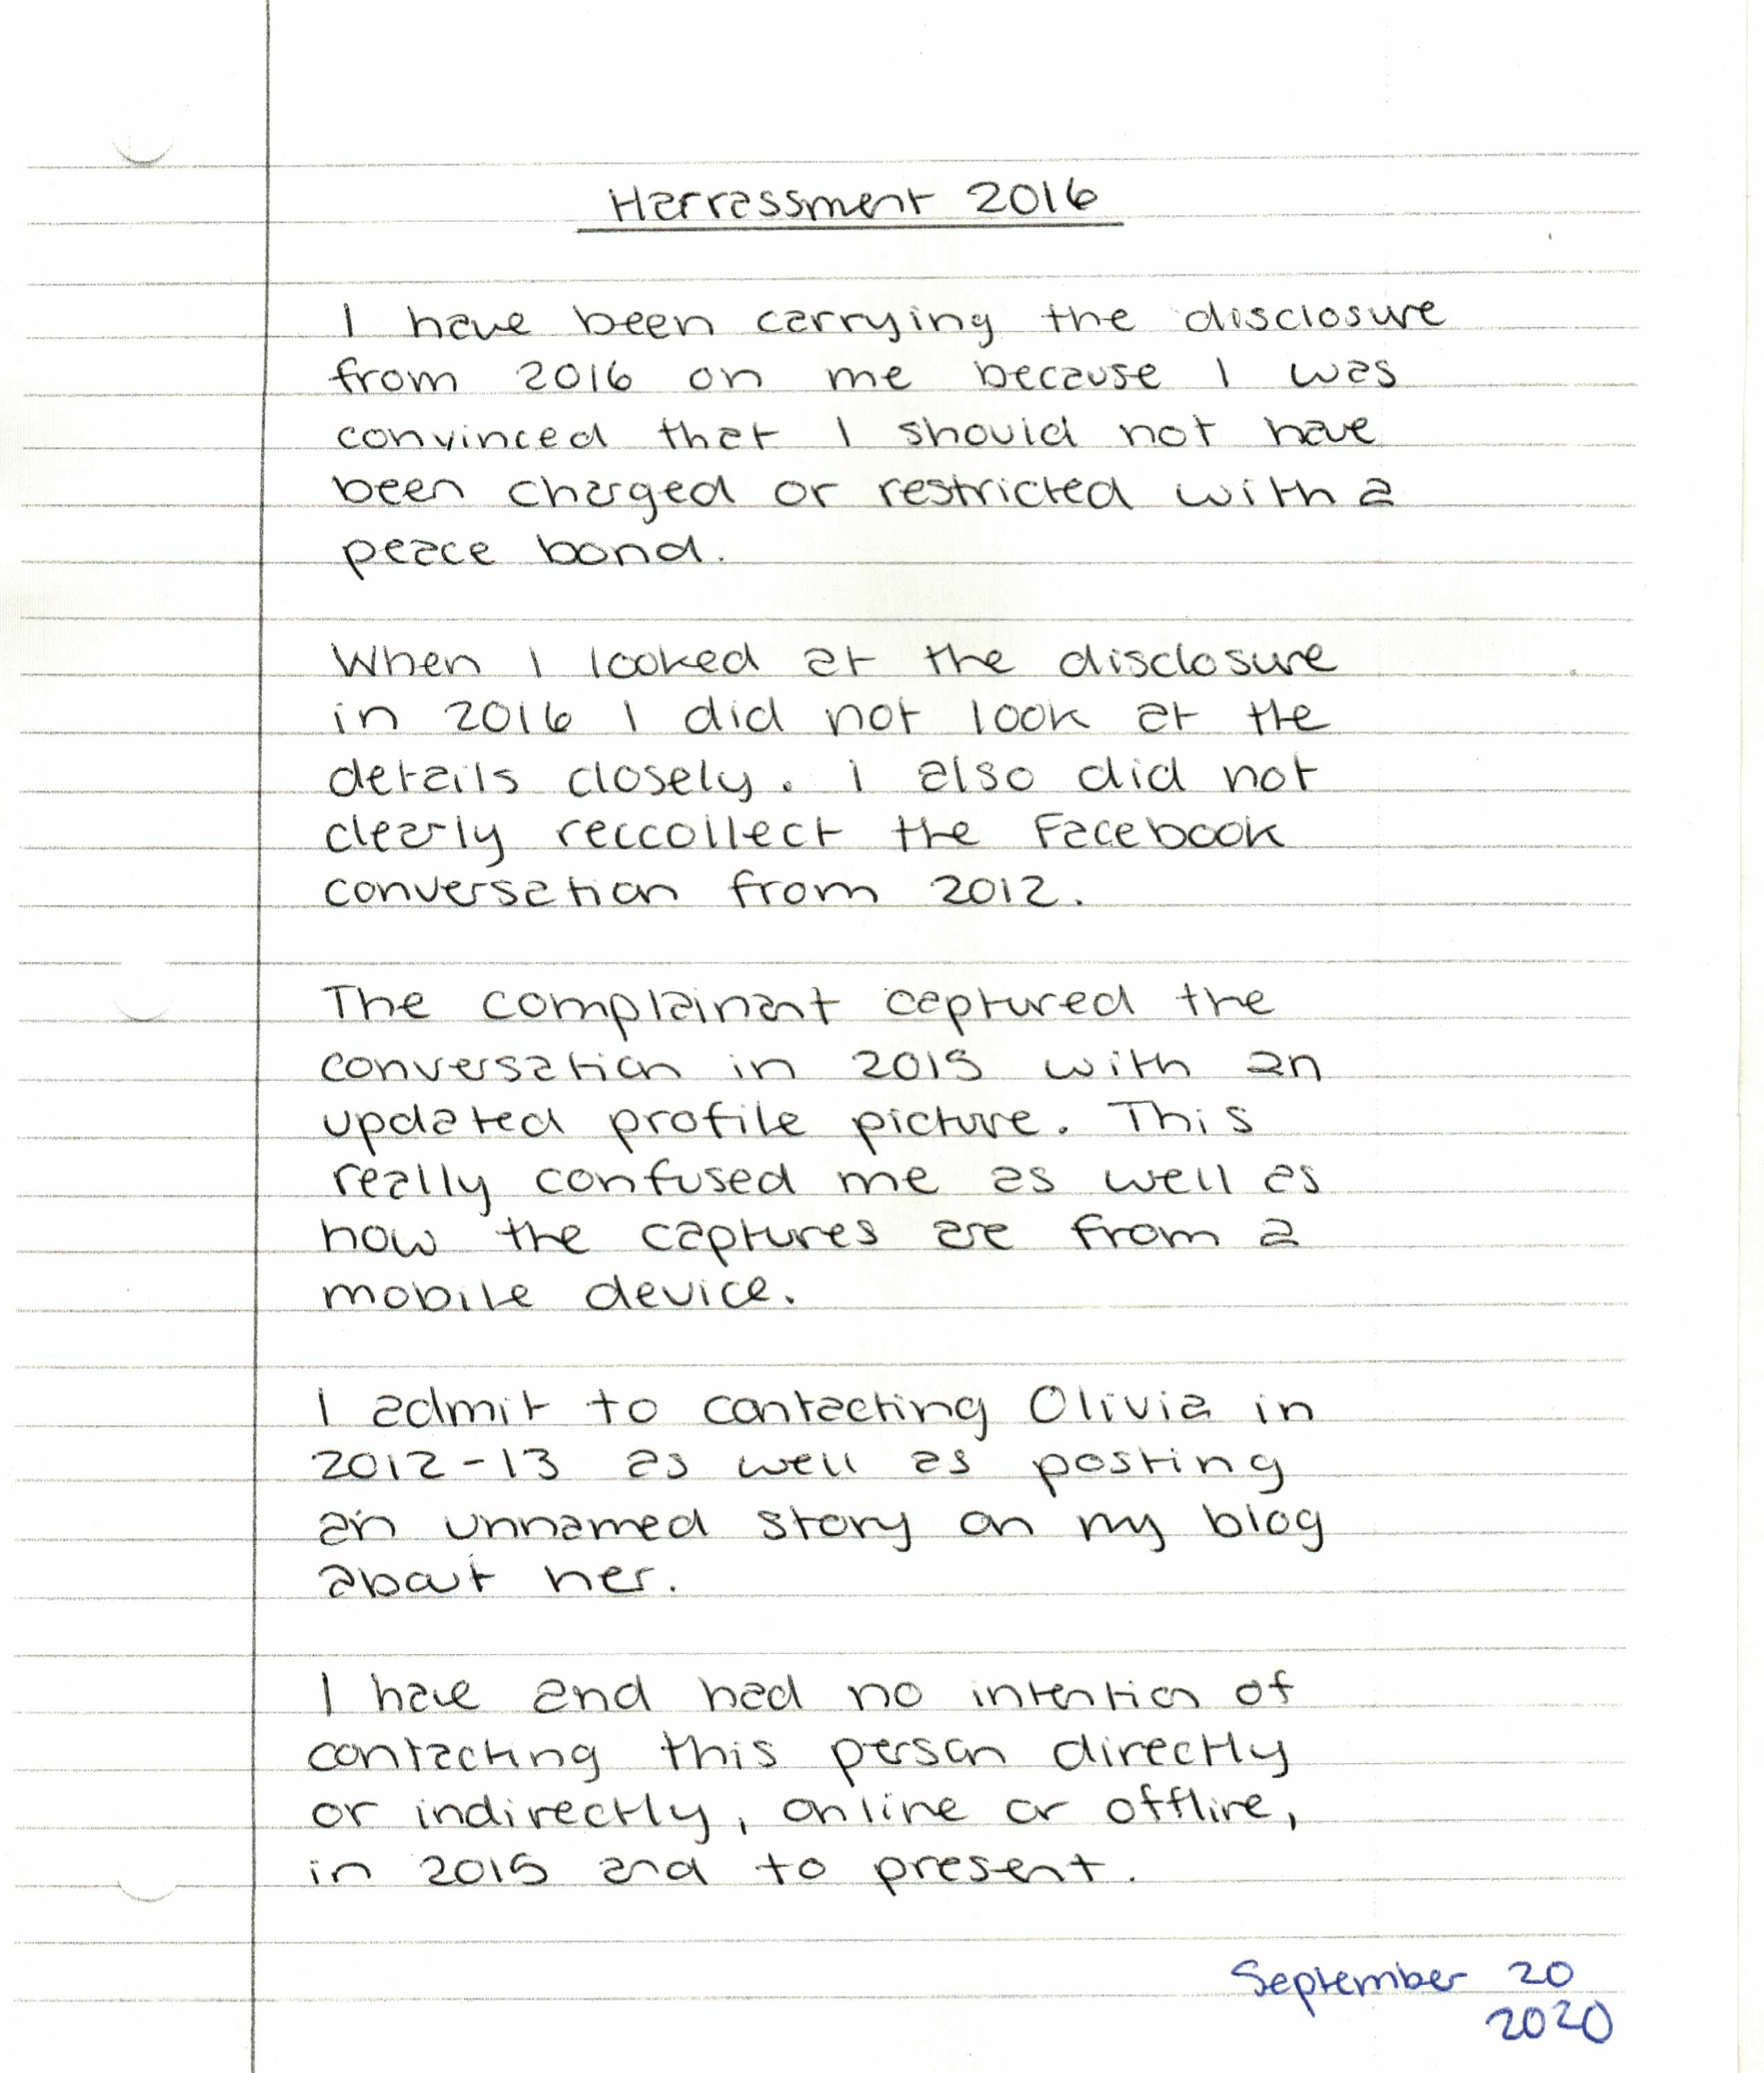 Harrassment 2016
I have been carrying the disclosure
from 2016 on me because I was
convinced that I should not have
been charged or restricted with a
peace bond.
When I looked at the disclosure
in 2016 I did not look at the
details closely. I also did not
clearly reccollect the Facebook
conversation from 2012.
The complainant captured the
conversation in 2015 with an
updated profile picture. This
really confused me as well as
how the captures are from a
mobile device.
I admit to contacting Olivia in
2012-13 as well as posting
an unnamed story on my blog
about her.
I have and had no intention of
contacting this person directly
or indirectly, online or offline,
in 2015 and to present.
September 20
2020